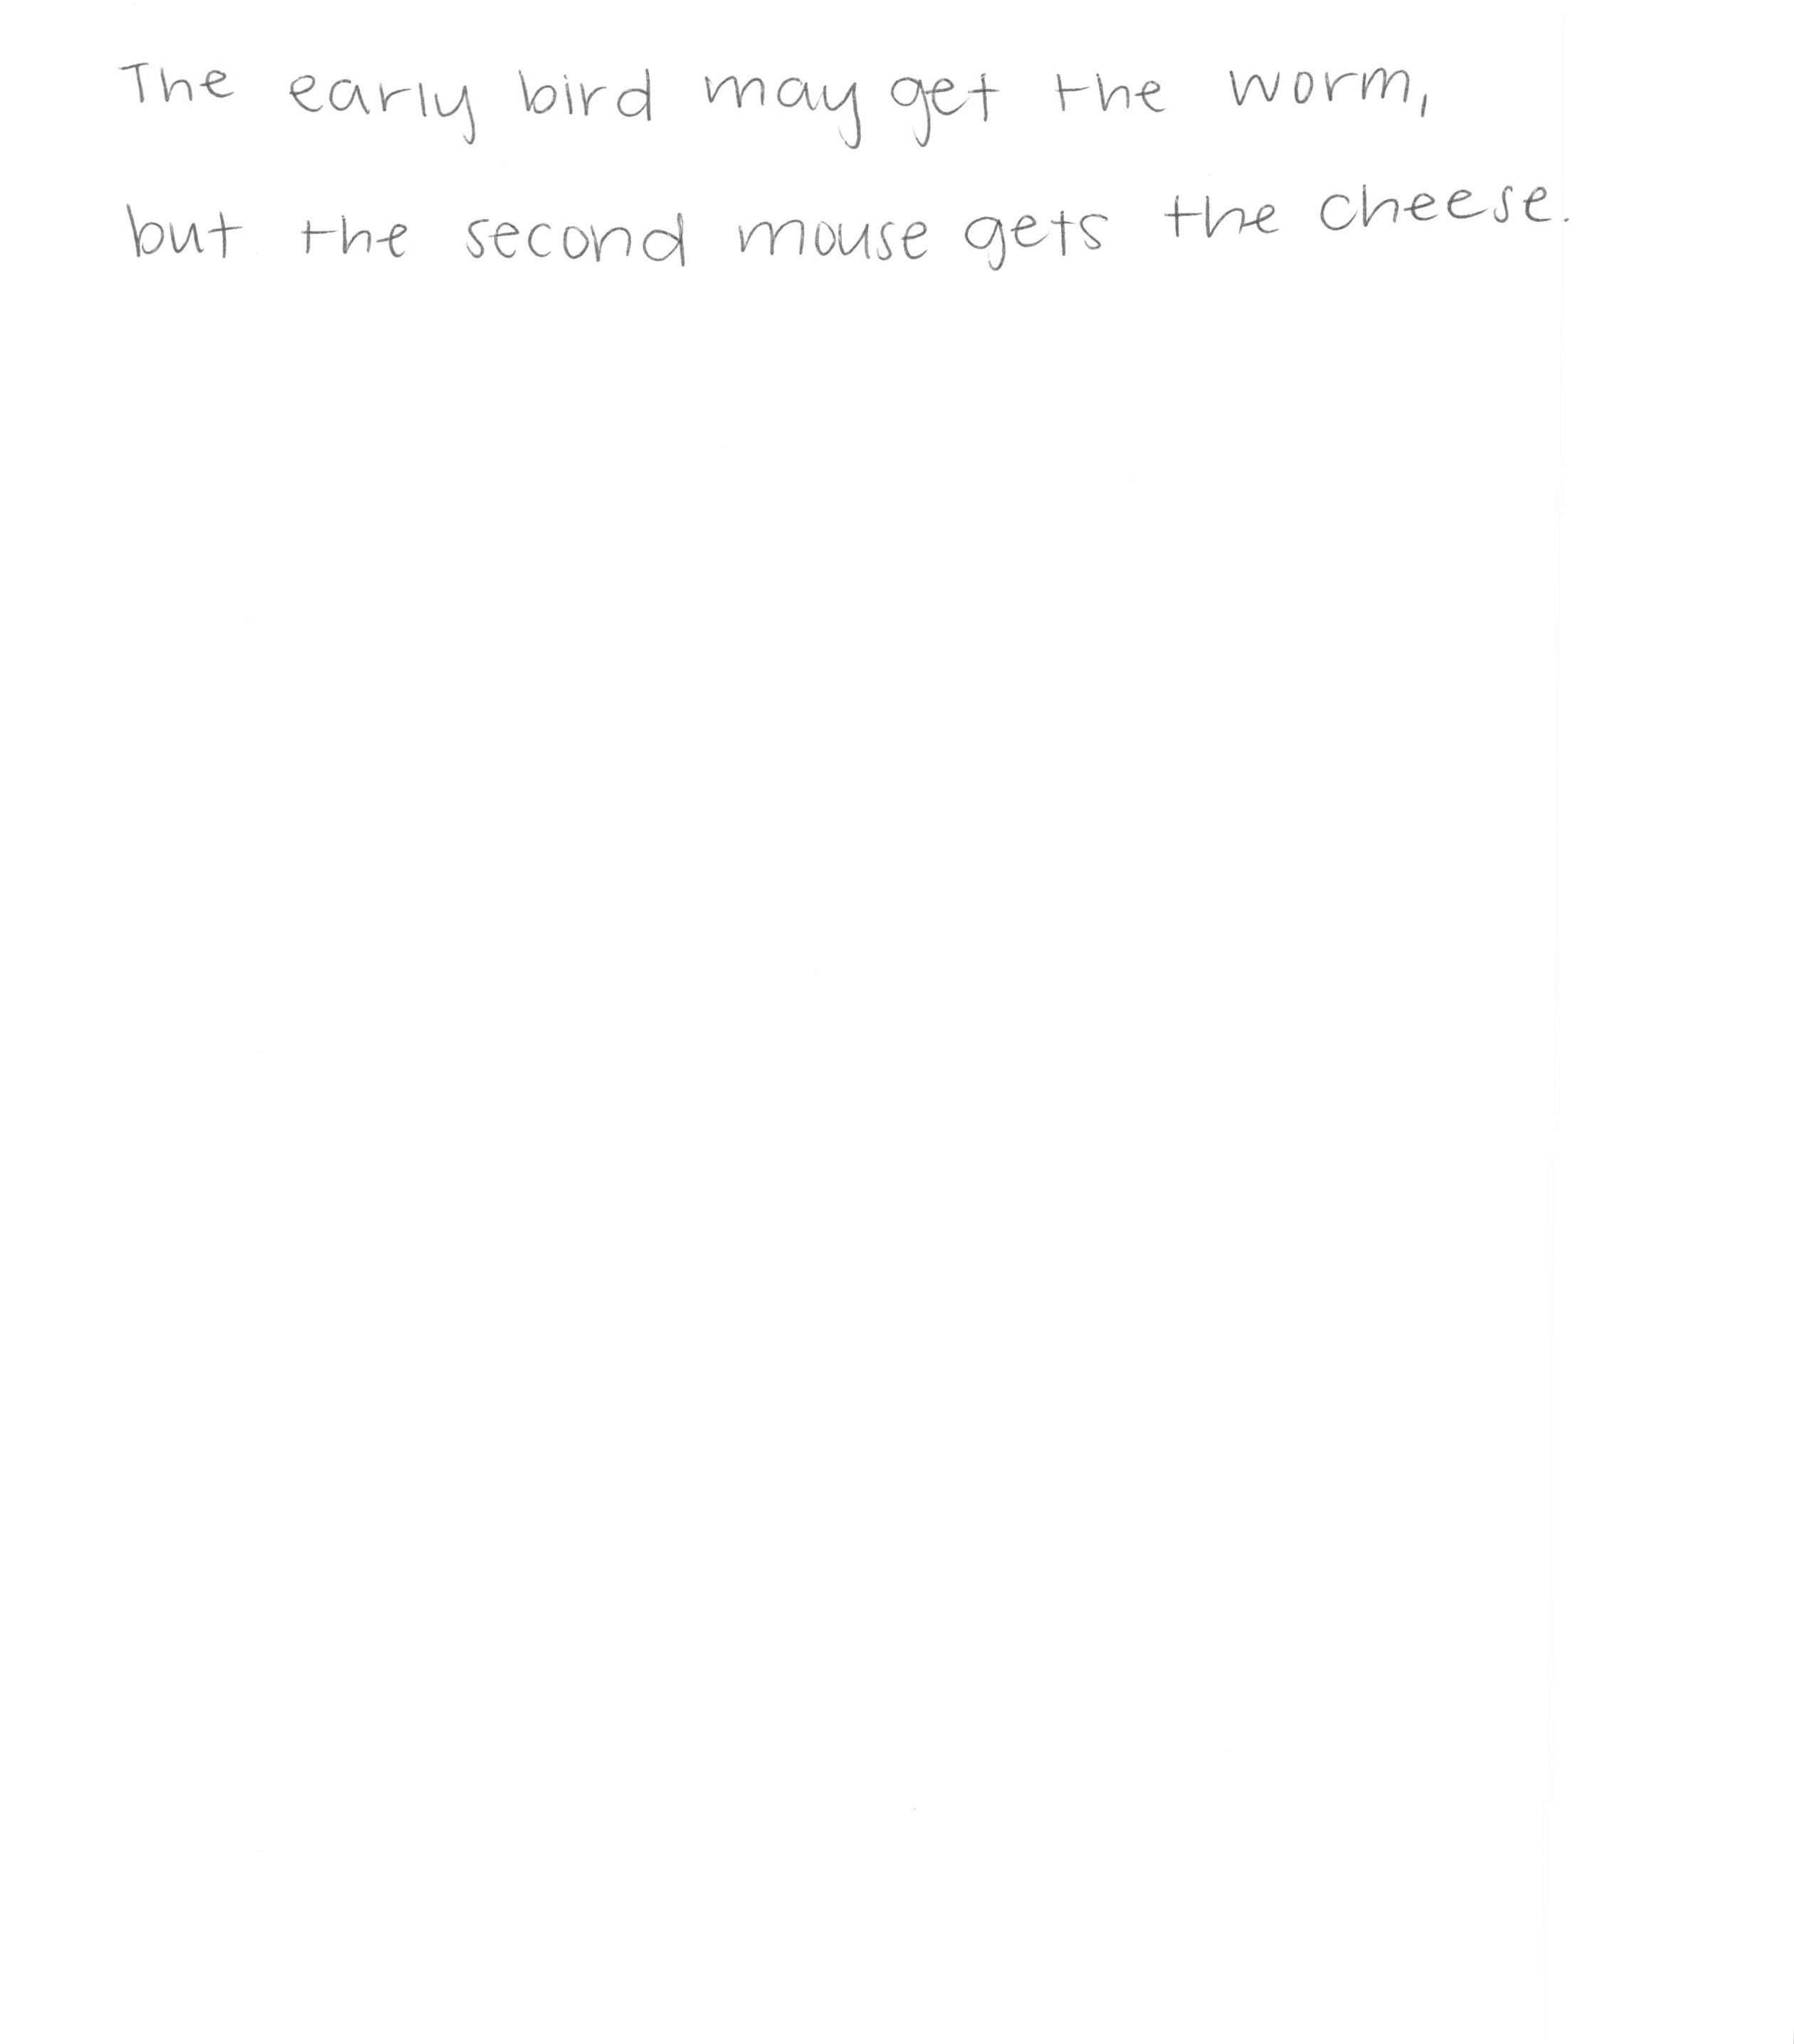 The early bird may get the worm,
but the second mouse gets the cheese.